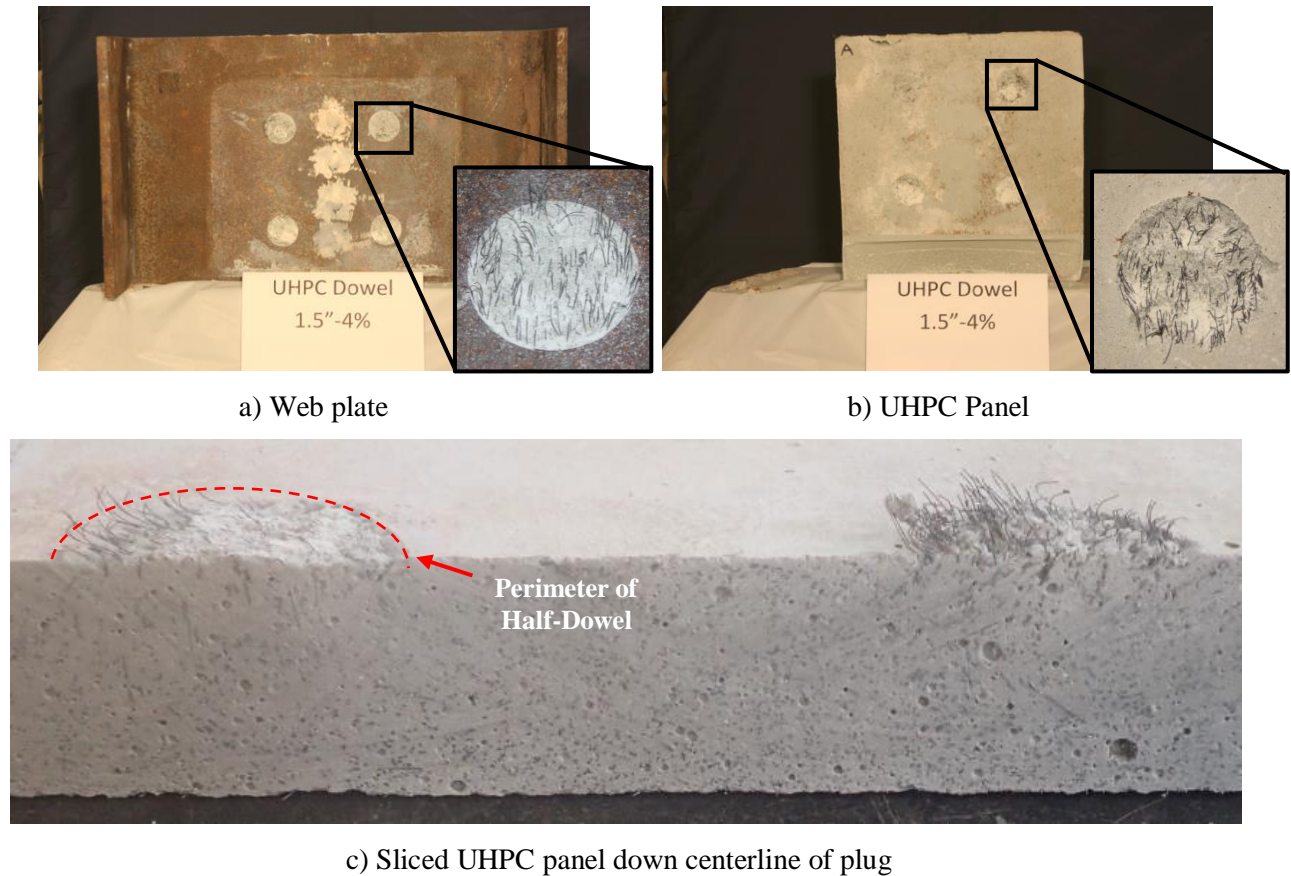 UHPC Dowel
1.5”-4%
a) Web plate
A
UHPC Dowel
1.5”-4%
b) UHPC Panel
Perimeter of
Half-Dowel
c) Sliced UHPC panel down centerline of plug